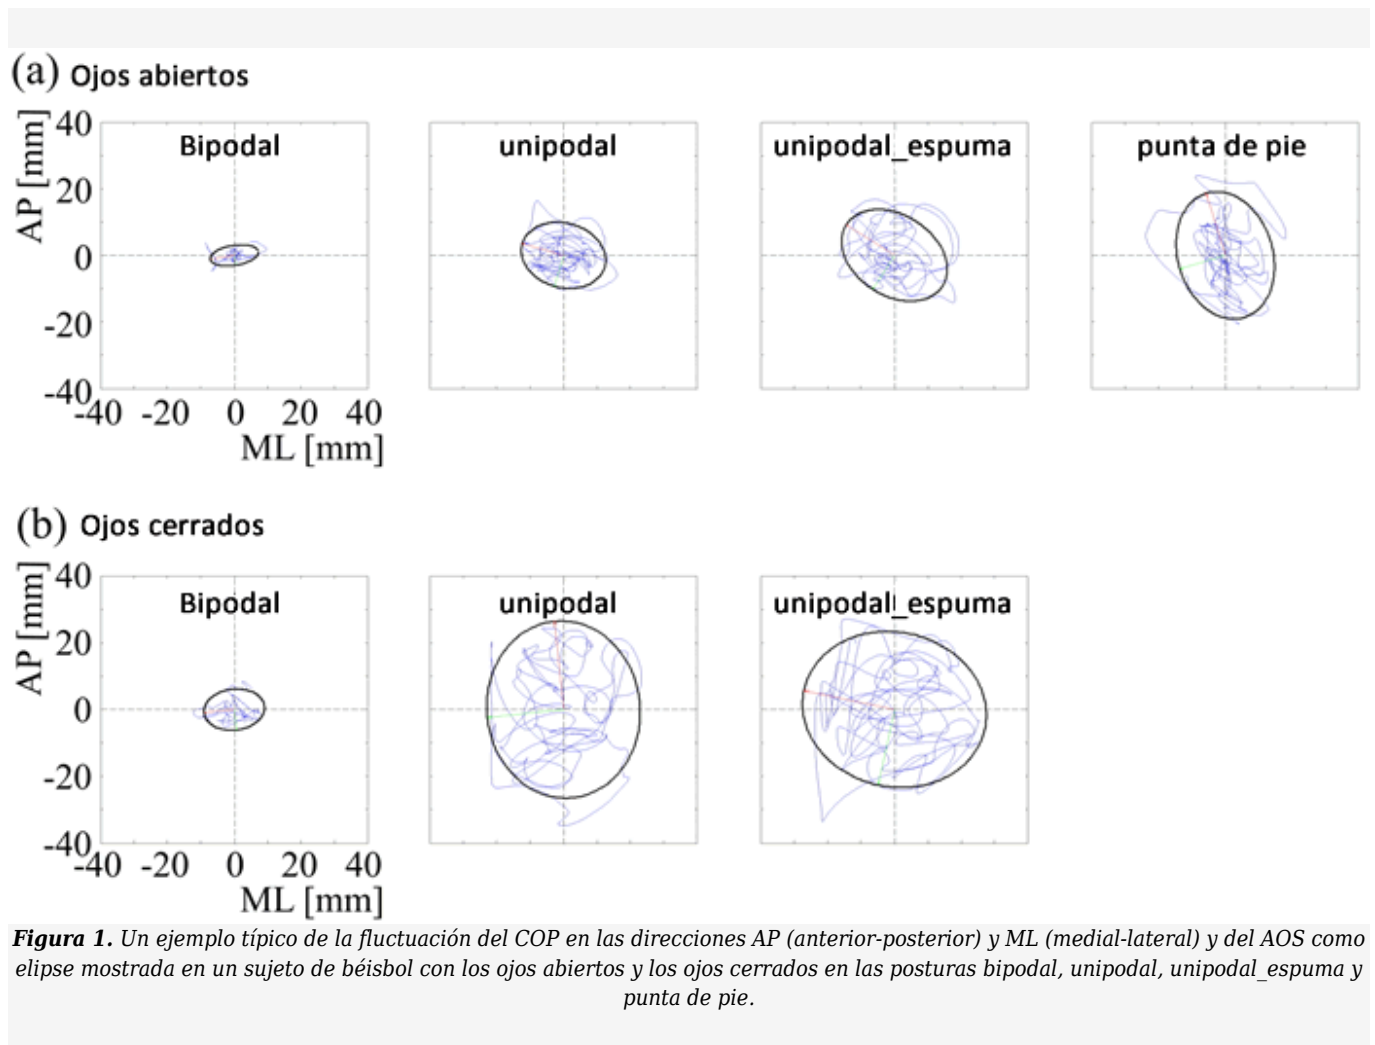 (a) Ojos abiertos
AP [mm]
40
20
0
-20
-40
Bipodal
unipodal
unipodal_espuma
punta de pie
-40 -20 0 20 40
ML [mm]
(b) Ojos cerrados
AP [mm]
40
20
0
-20
-40
Bipodal
unipodal
unipodal_espuma
-40 -20 0 20 40
ML [mm]
Figura 1. Un ejemplo típico de la fluctuación del COP en las direcciones AP (anterior-posterior) y ML (medial-lateral) y del AOS como
elipse mostrada en un sujeto de béisbol con los ojos abiertos y los ojos cerrados en las posturas bipodal, unipodal, unipodal_espuma y
punta de pie.